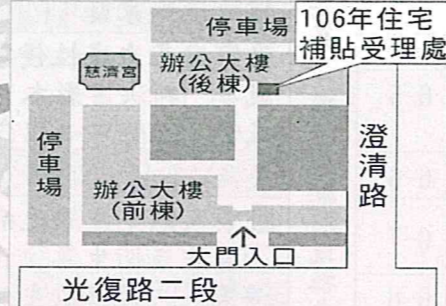 停車場
106年住宅
補貼受理處
慈濟宮
辦公大樓
(後棟)
停車場
澄清路
辦公大樓
(前棟)
大門入口
光復路二段